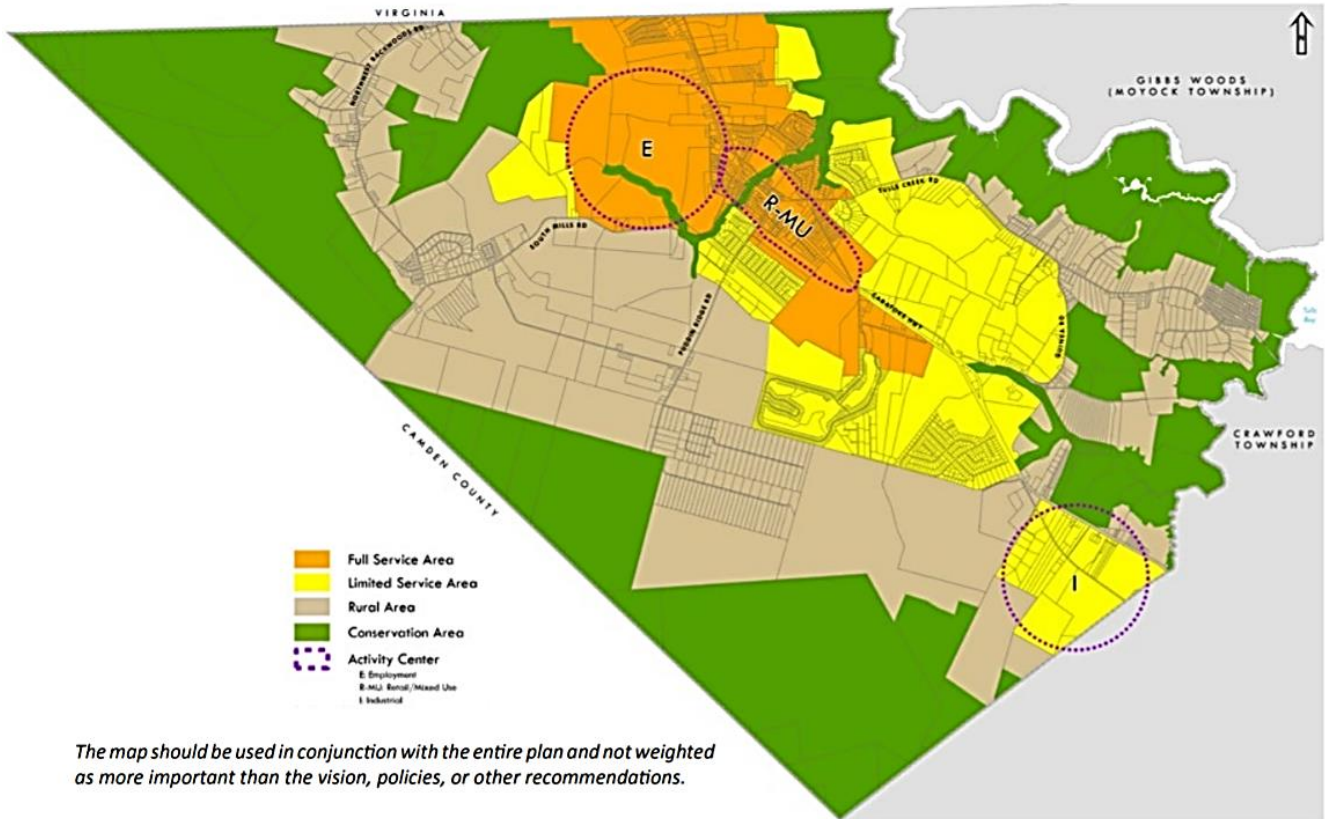 VIRGINIA
NORTHWEST BACKWOODS RD
GIBBS WOODS
(MOYOCK TOWNSHIP)
E
R-MU
TULLS CREEK RD
SOUTH MILLS RD
CARATOKE HWY
PUDDIN RIDGE RD
GUINEA RD
Tulls
Bay
CAMDEN COUNTY
CRAWFORD
TOWNSHIP
I
Full Service Area
Limited Service Area
Rural Area
Conservation Area
Activity Center
E: Employment
R-MU: Retail/Mixed Use
I: Industrial
The map should be used in conjunction with the entire plan and not weighted
as more important than the vision, policies, or other recommendations.